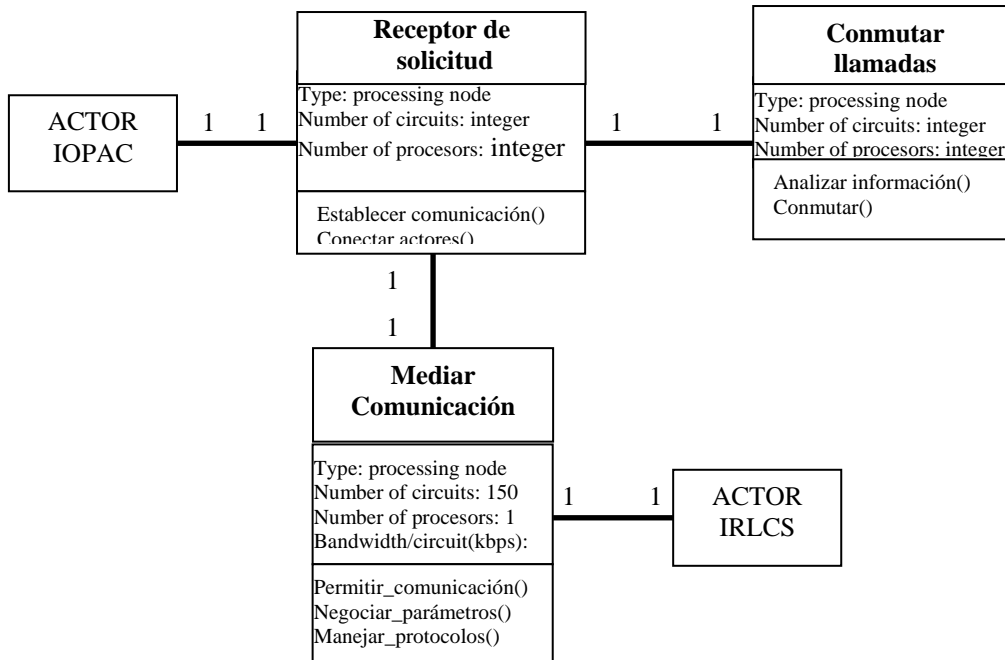 Receptor de
solicitud
Type: processing node
Number of circuits: integer
Number of procesors: integer
Establecer comunicación()
Conectar actores()
Conmutar
llamadas
Type: processing node
Number of circuits: integer
Number of procesors: integer
Analizar información()
Conmutar()
ACTOR
IOPAC
1 1
1 1
1
1
Mediar
Comunicación
Type: processing node
Number of circuits: 150
Number of procesors: 1
Bandwidth/circuit(kbps):
Permitir_comunicación()
Negociar_parámetros()
Manejar_protocolos()
1 1
ACTOR
IRLCS